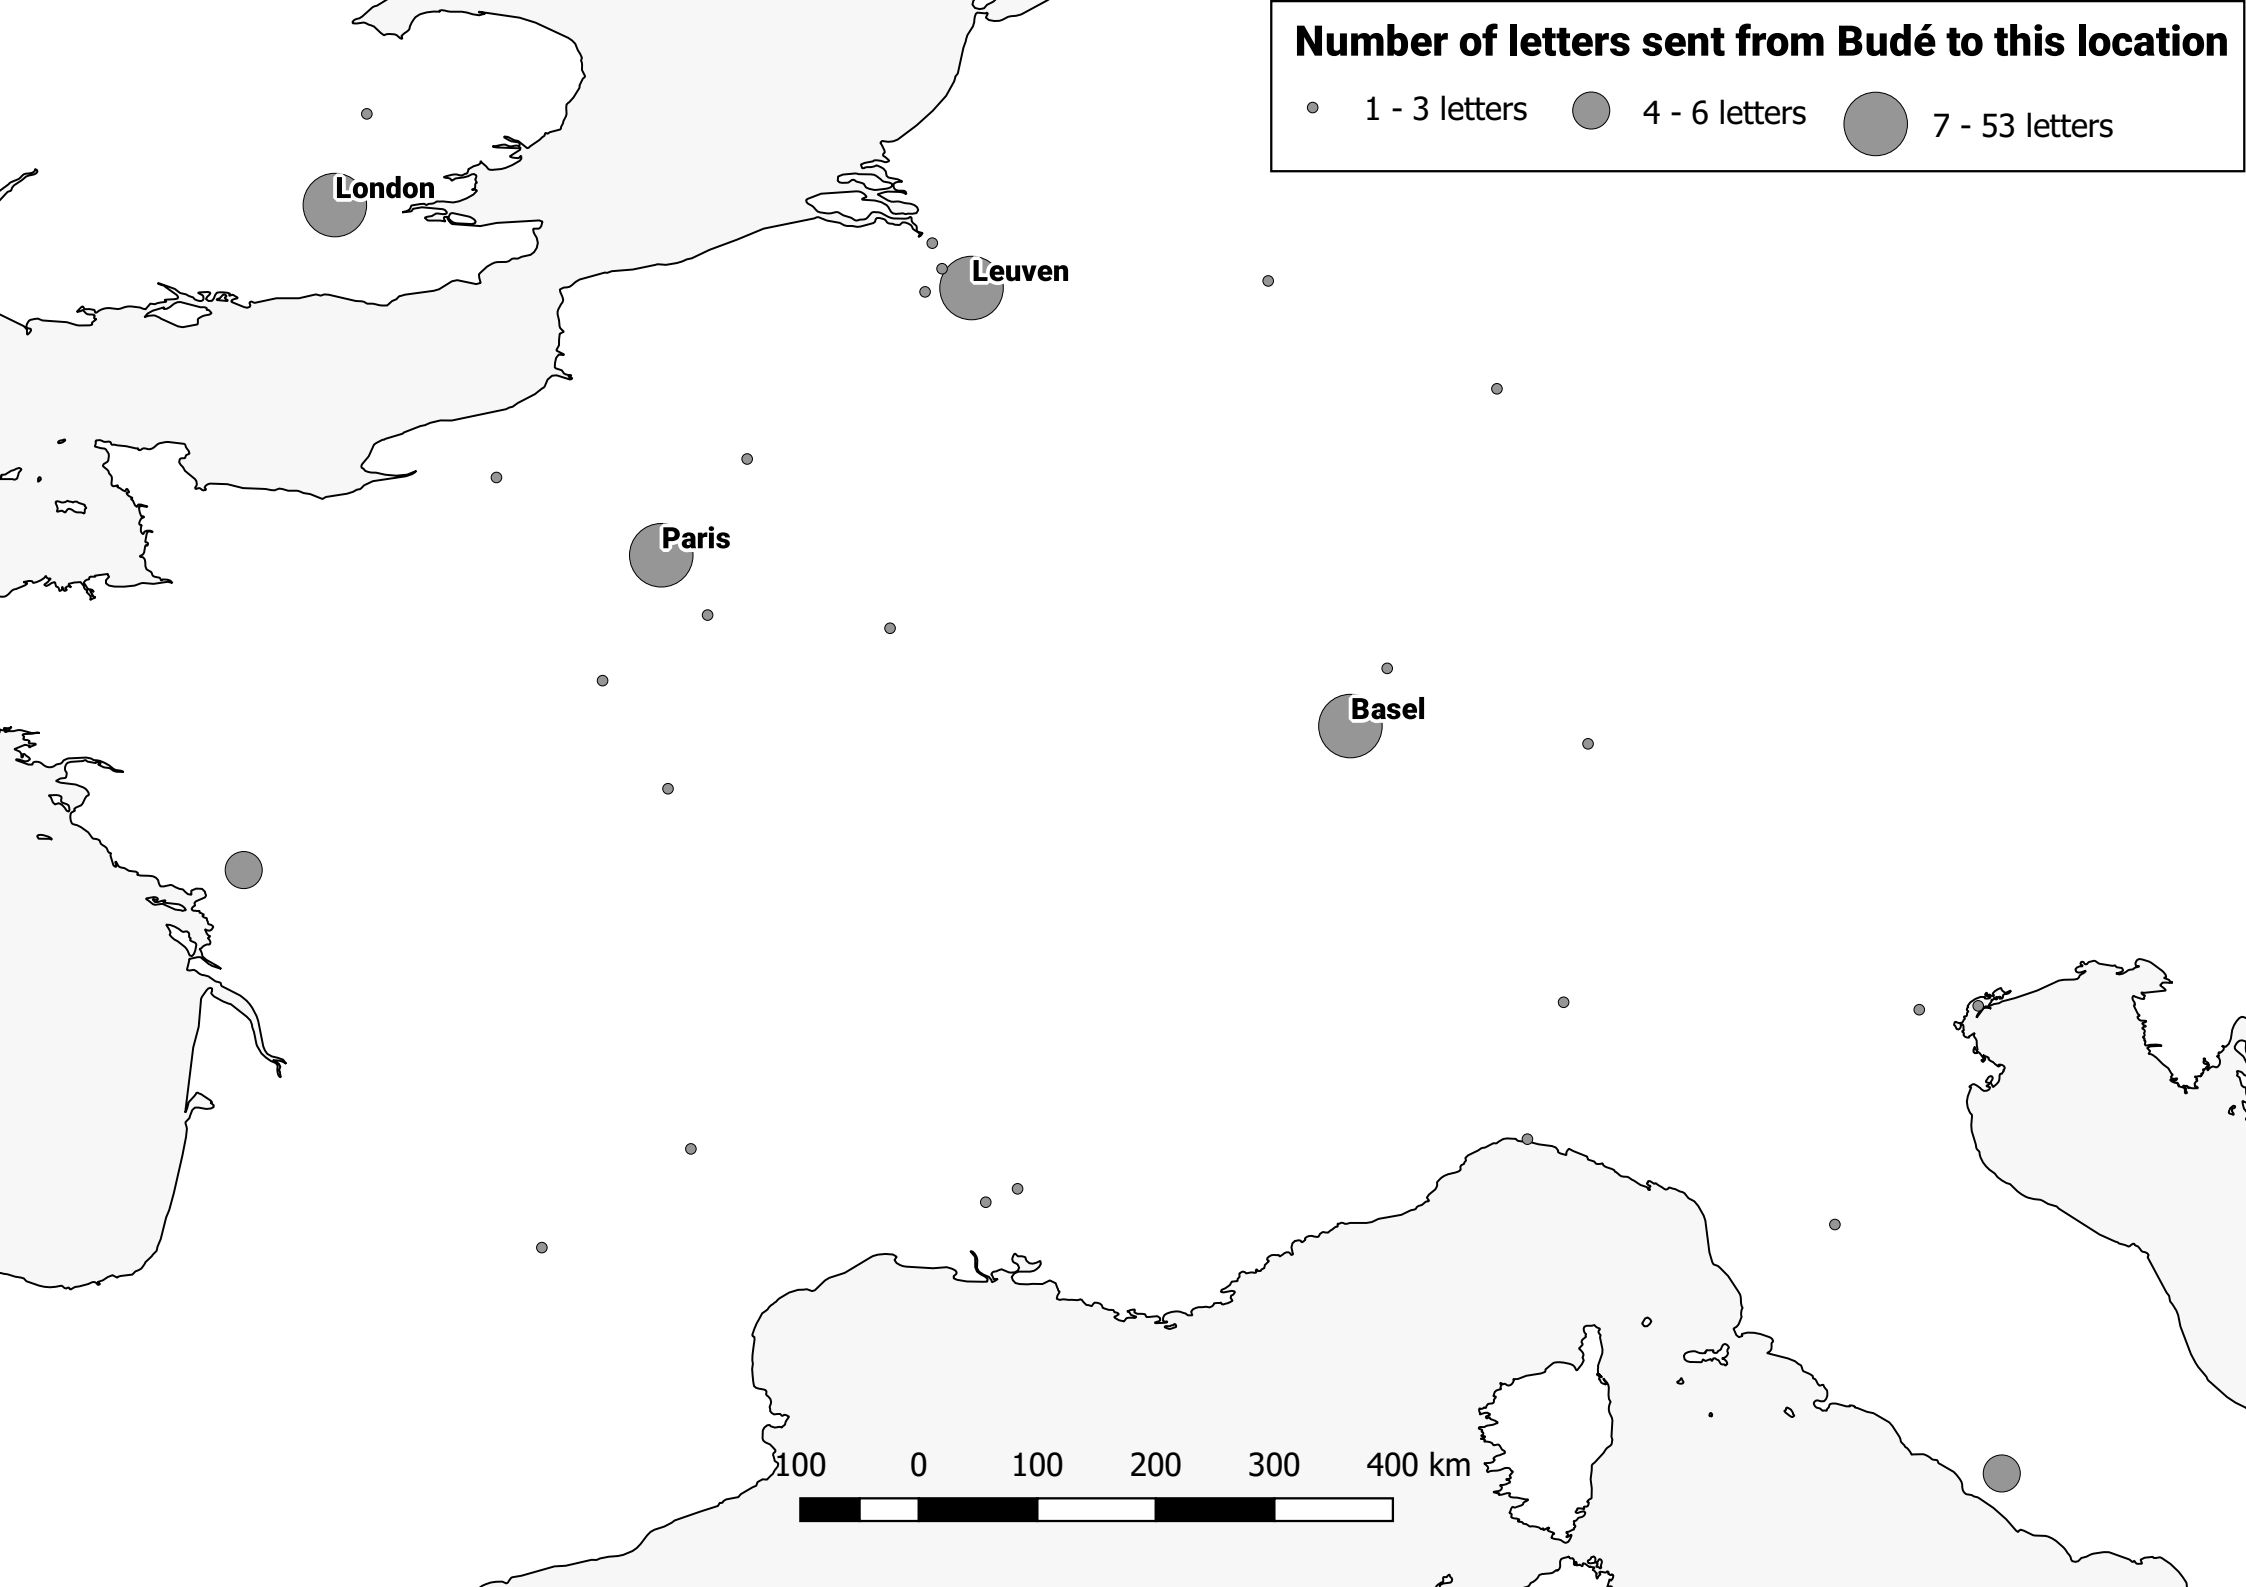 Number of letters sent from Budé to this location
1 - 3 letters 4 - 6 letters 7 - 53 letters
London
Leuven
Paris
Basel
100 0 100 200 300 400 km